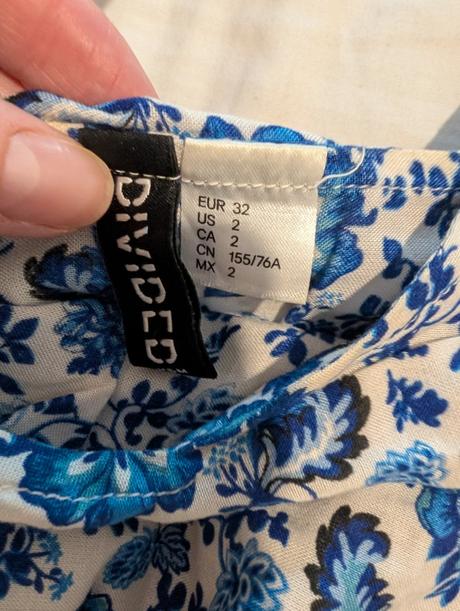 DIVIDED
EUR 32
US 2
CA 2
CN 155/76A
MX 2